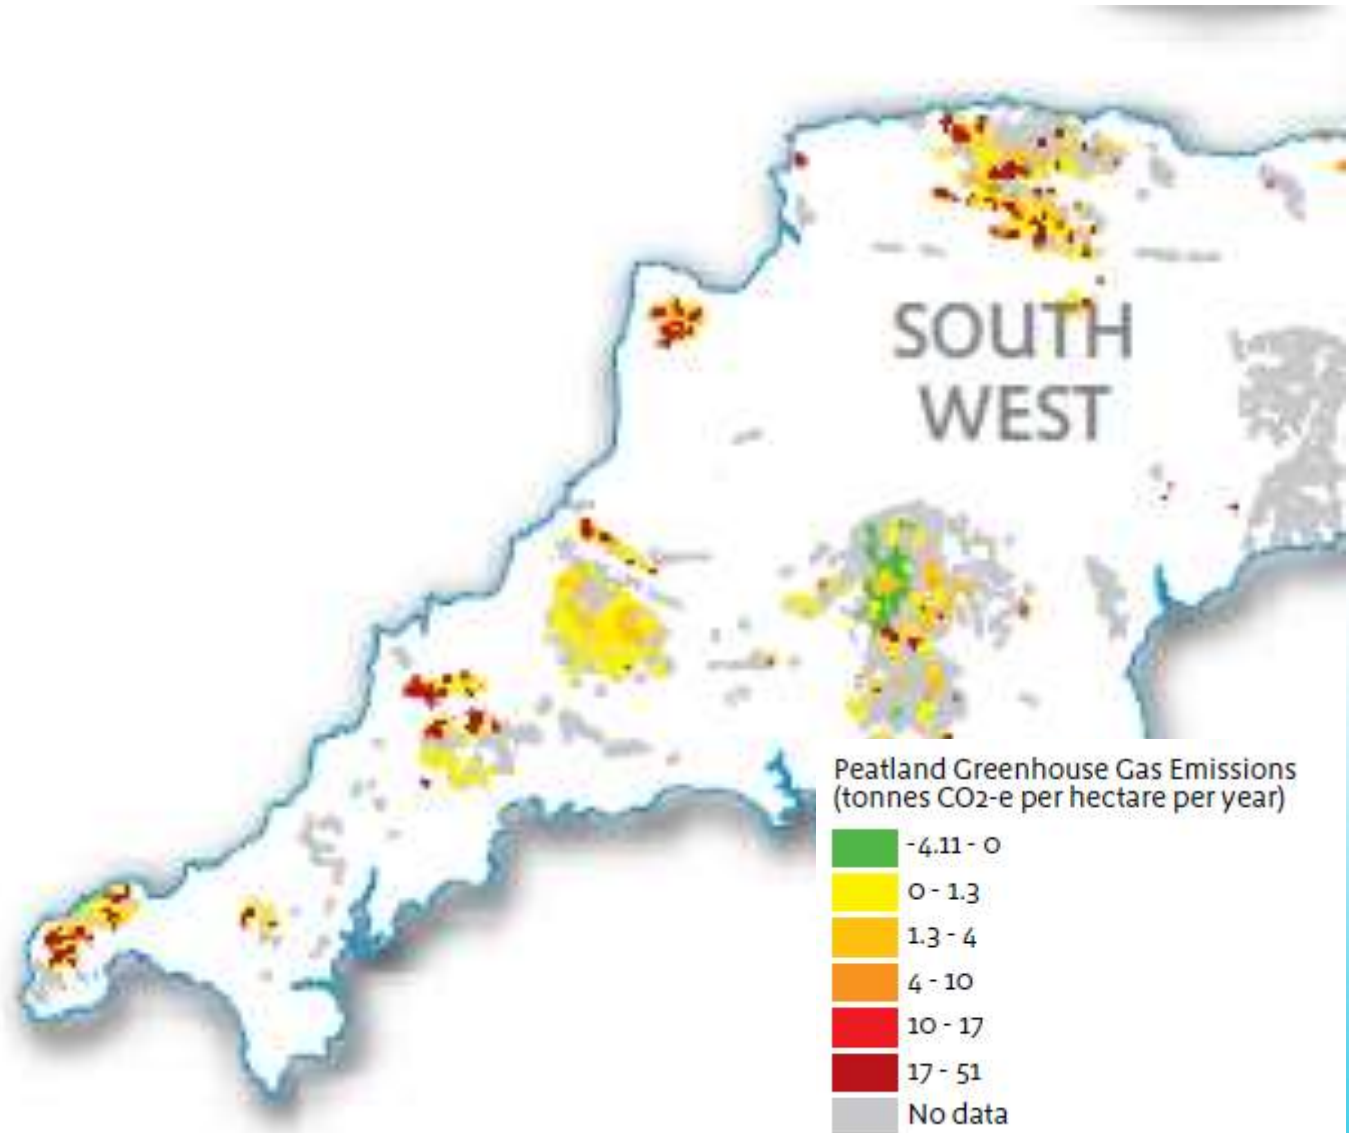 SOUTH
WEST
Peatland Greenhouse Gas Emissions
(tonnes CO2-e per hectare per year)
-4.11 - 0
0 - 1.3
1.3 - 4
4 - 10
10 - 17
17 - 51
No data